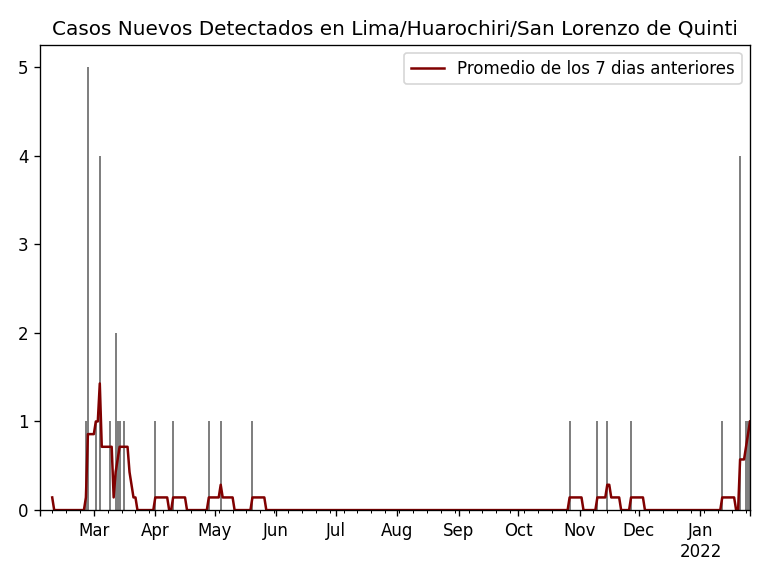 Casos Nuevos Detectados en Lima/Huarochiri/San Lorenzo de Quinti
Promedio de los 7 dias anteriores
5
4
3
2
1
0
Mar Apr May Jun Jul Aug Sep Oct Nov Dec Jan
2022